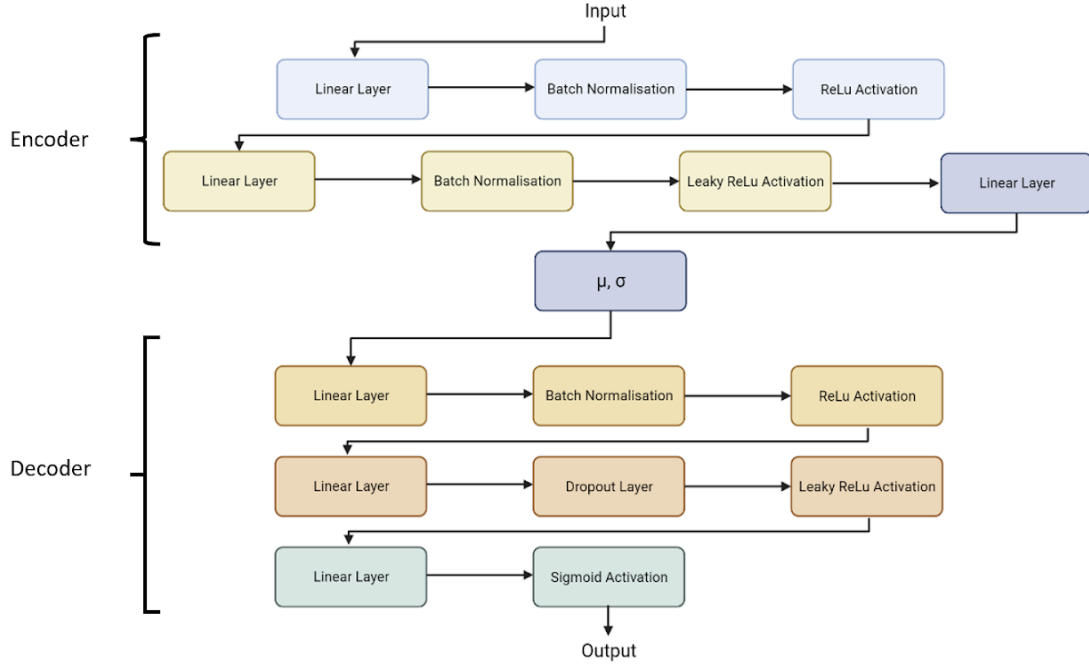 Input
Linear Layer
Batch Normalisation
ReLu Activation
Encoder
Linear Layer
Batch Normalisation
Leaky ReLu Activation
Linear Layer
μ, σ
Linear Layer
Batch Normalisation
ReLu Activation
Decoder
Linear Layer
Dropout Layer
Leaky ReLu Activation
Linear Layer
Sigmoid Activation
Output